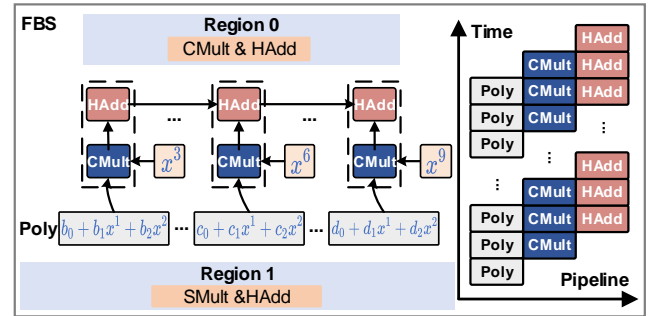 FBS
Region 0
CMult & HAdd
HAdd ... HAdd ... HAdd
CMult x^3 CMult x^6 CMult x^9
Poly b_0 + b_1x^1 + b_2x^2 ... c_0 + c_1x^1 + c_2x^2 ... d_0 + d_1x^1 + d_2x^2
Region 1
SMult &HAdd
Time
HAdd
CMult HAdd
Poly CMult HAdd
Poly CMult ⋮
Poly ⋮
⋮ HAdd
CMult HAdd
Poly CMult HAdd
Poly CMult
Poly
Pipeline